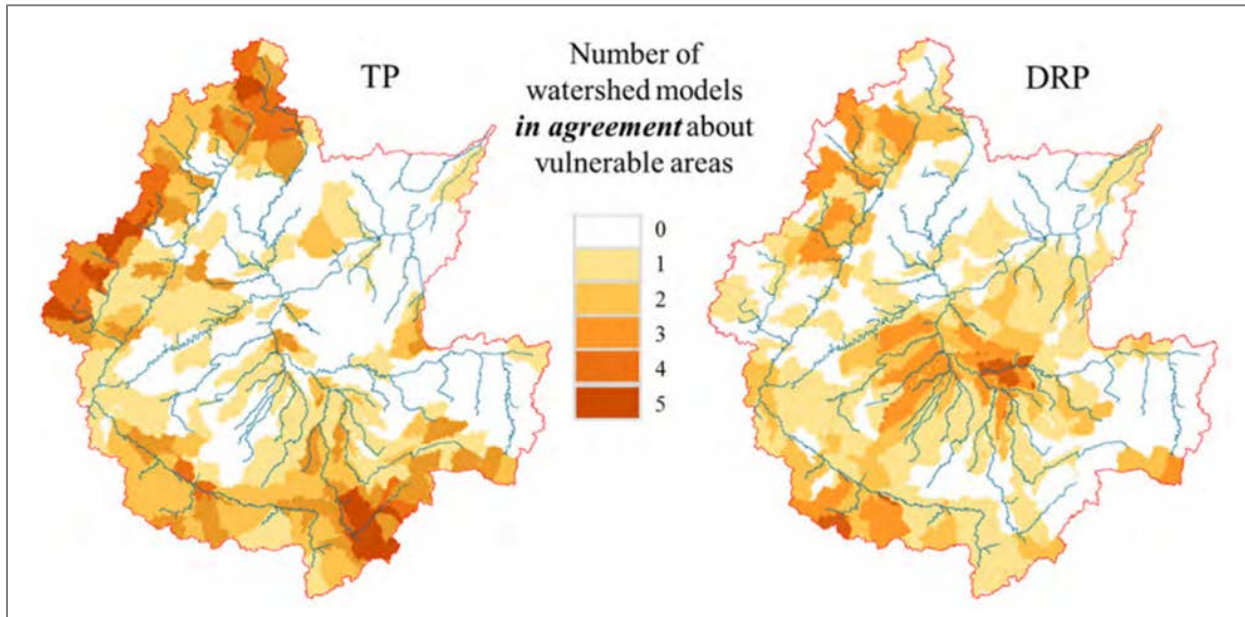 TP
Number of
watershed models
in agreement about
vulnerable areas
DRP
0
1
2
3
4
5